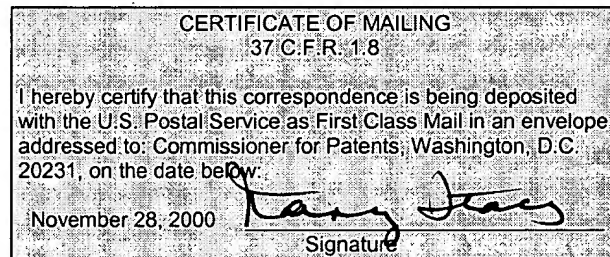 CERTIFICATE OF MAILING
37 C.F.R. 1.8
I hereby certify that this correspondence is being deposited
with the U.S. Postal Service as First Class Mail in an envelope
addressed to: Commissioner for Patents, Washington, D.C.
20231, on the date below:
November 28, 2000
Signature